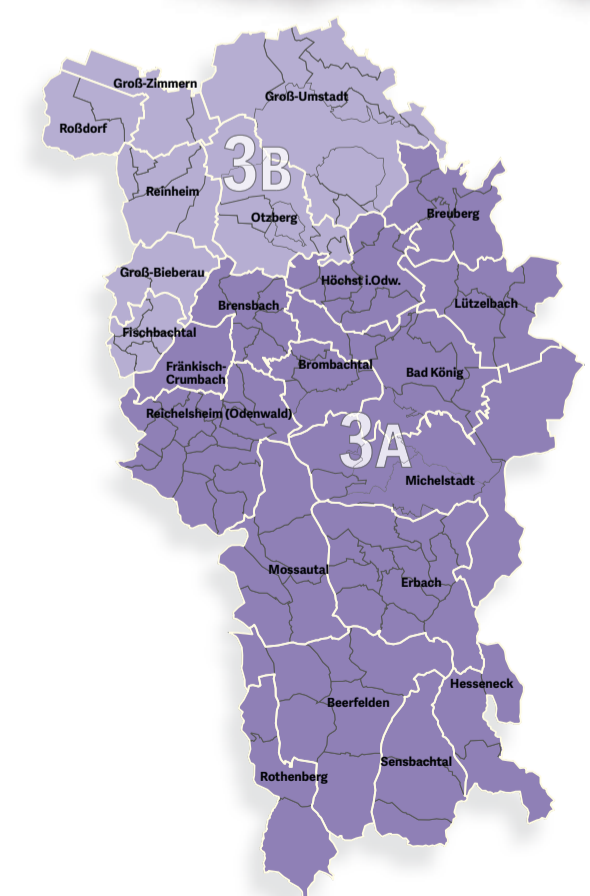 Groß-Zimmern
Groß-Umstadt
Roßdorf
3B
Reinheim
Otzberg
Breuberg
Groß-Bieberau
Höchst i.Odw.
Brensbach
Lützelbach
Fischbachtal
Fränkisch-
Crumbach
Brombachtal
Bad König
Reichelsheim (Odenwald)
3A
Michelstadt
Mossautal
Erbach
Hesseneck
Beerfelden
Sensbachtal
Rothenberg